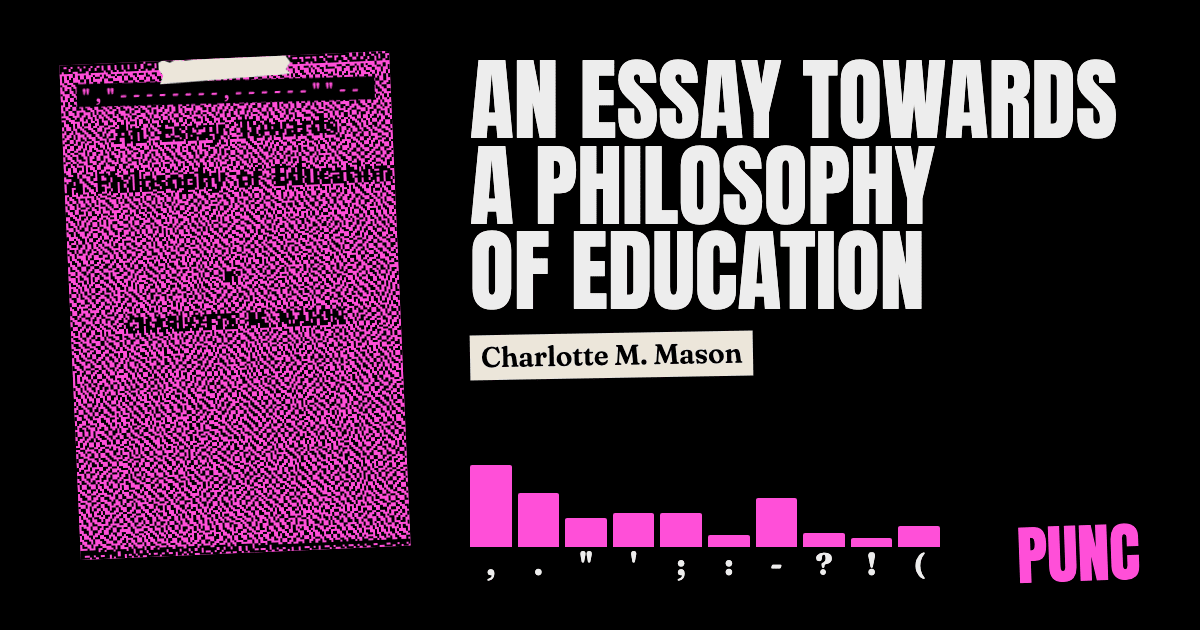 ","--------,------""--
An Essay Towards
A Philosophy of Education
BY
CHARLOTTE M. MASON
AN ESSAY TOWARDS
A PHILOSOPHY
OF EDUCATION
Charlotte M. Mason
, . " ' ; : - ? ! (
PUNC